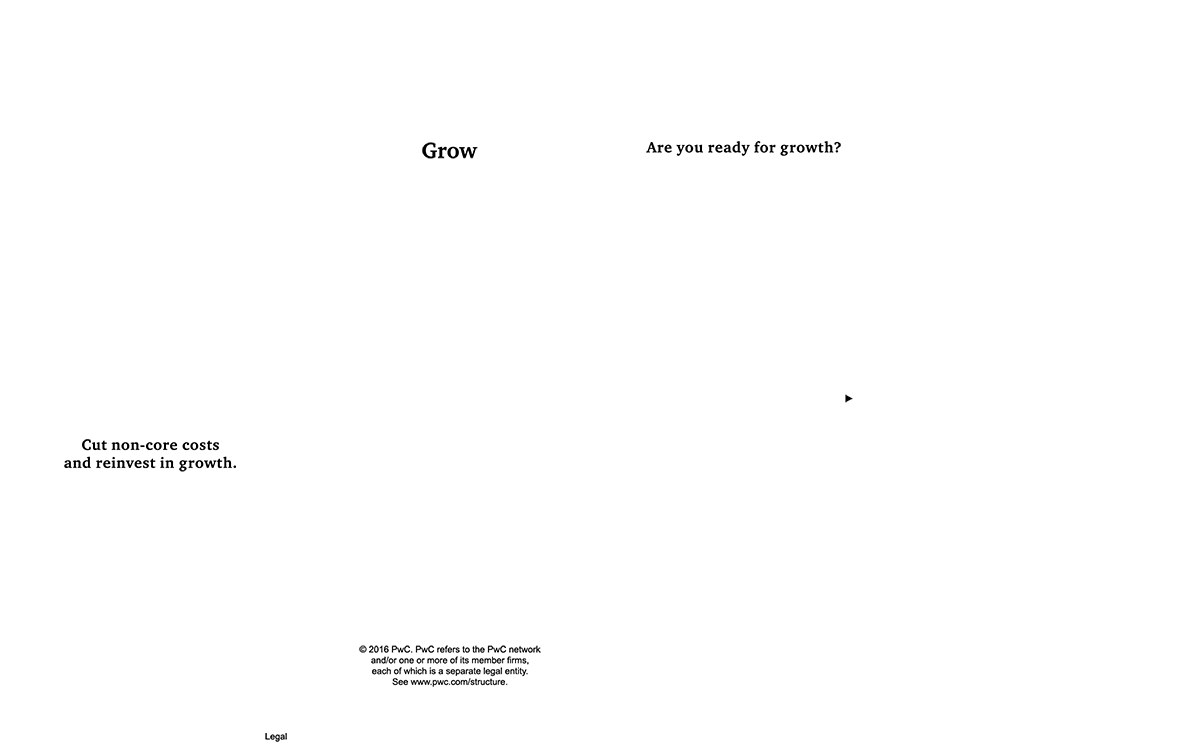 Grow
Are you ready for growth?
►
Cut non-core costs
and reinvest in growth.
© 2016 PwC. PwC refers to the PwC network
and/or one or more of its member firms,
each of which is a separate legal entity.
See www.pwc.com/structure.
Legal